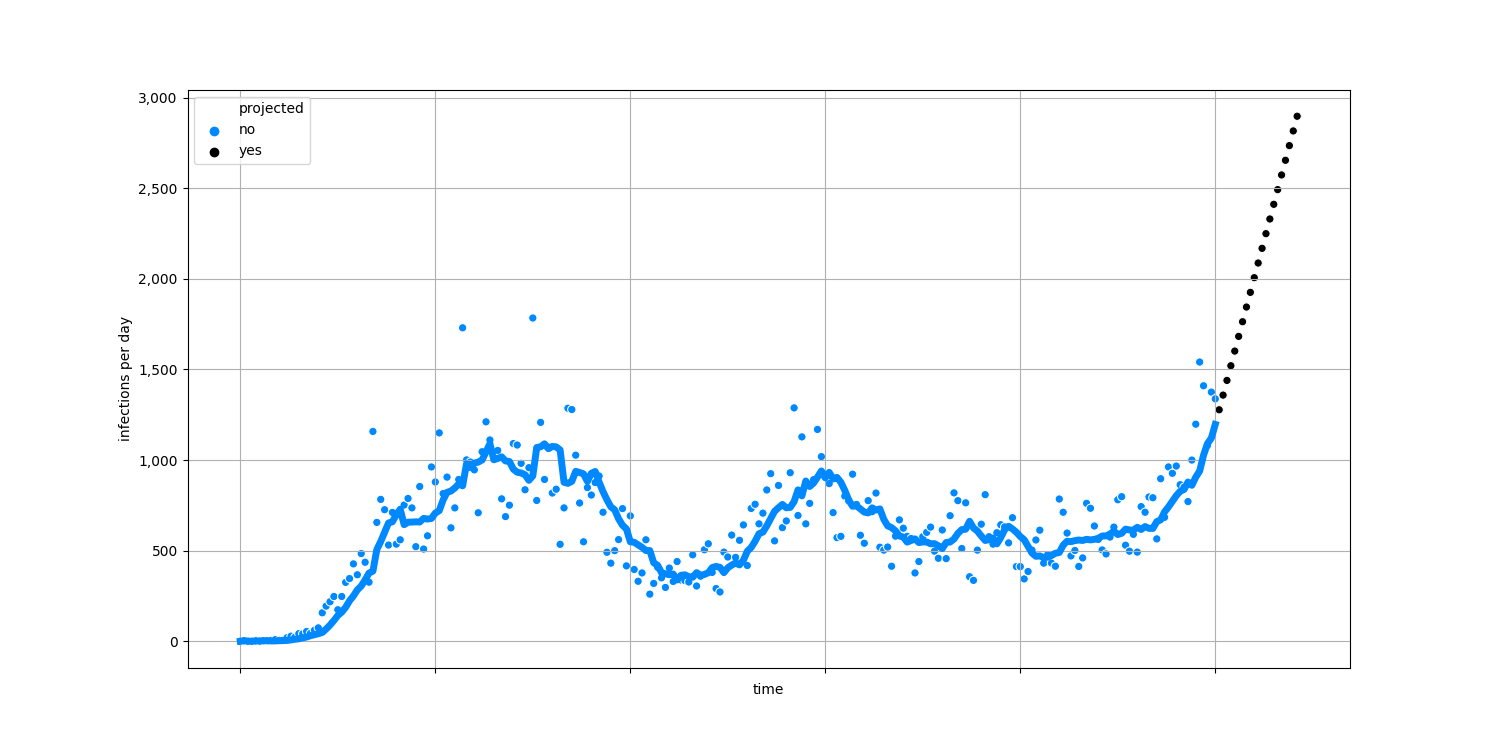 3,000
2,500
2,000
1,500
1,000
500
0
infections per day
time
projected
no
yes